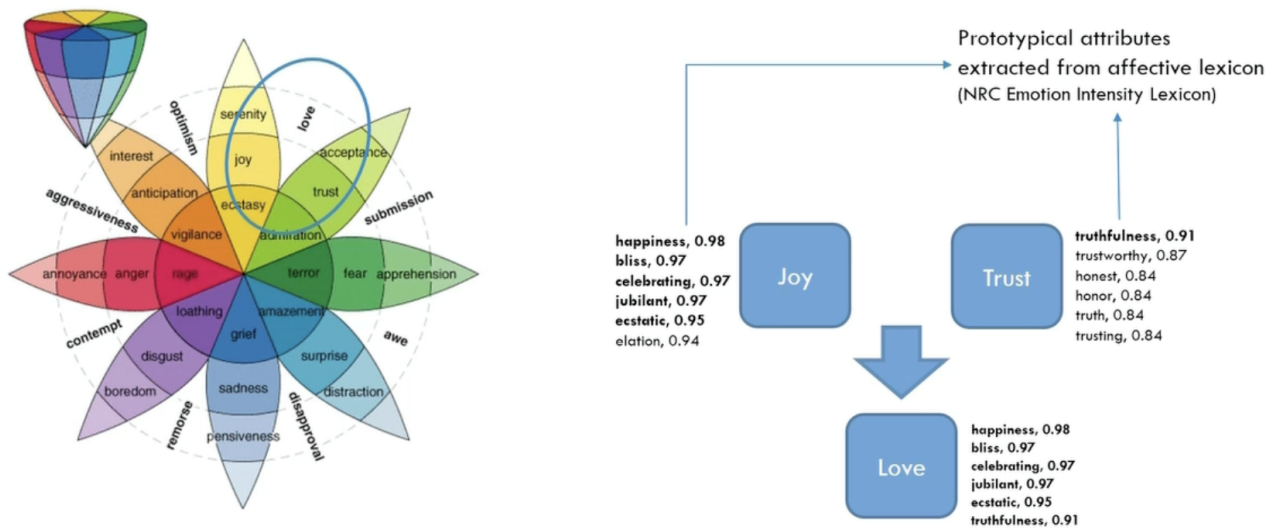 optimism
serenity
love
interest
joy
acceptance
anticipation
trust
aggressiveness
ecstasy
submission
vigilance
admiration
annoyance
anger
rage
terror
fear
apprehension
loathing
amazement
contempt
grief
awe
disgust
surprise
boredom
sadness
distraction
remorse
pensiveness
disapproval
Prototypical attributes
extracted from affective lexicon
(NRC Emotion Intensity Lexicon)
happiness, 0.98
bliss, 0.97
celebrating, 0.97
jubilant, 0.97
ecstatic, 0.95
elation, 0.94
Joy
Trust
truthfulness, 0.91
trustworthy, 0.87
honest, 0.84
honor, 0.84
truth, 0.84
trusting, 0.84
Love
happiness, 0.98
bliss, 0.97
celebrating, 0.97
jubilant, 0.97
ecstatic, 0.95
truthfulness, 0.91